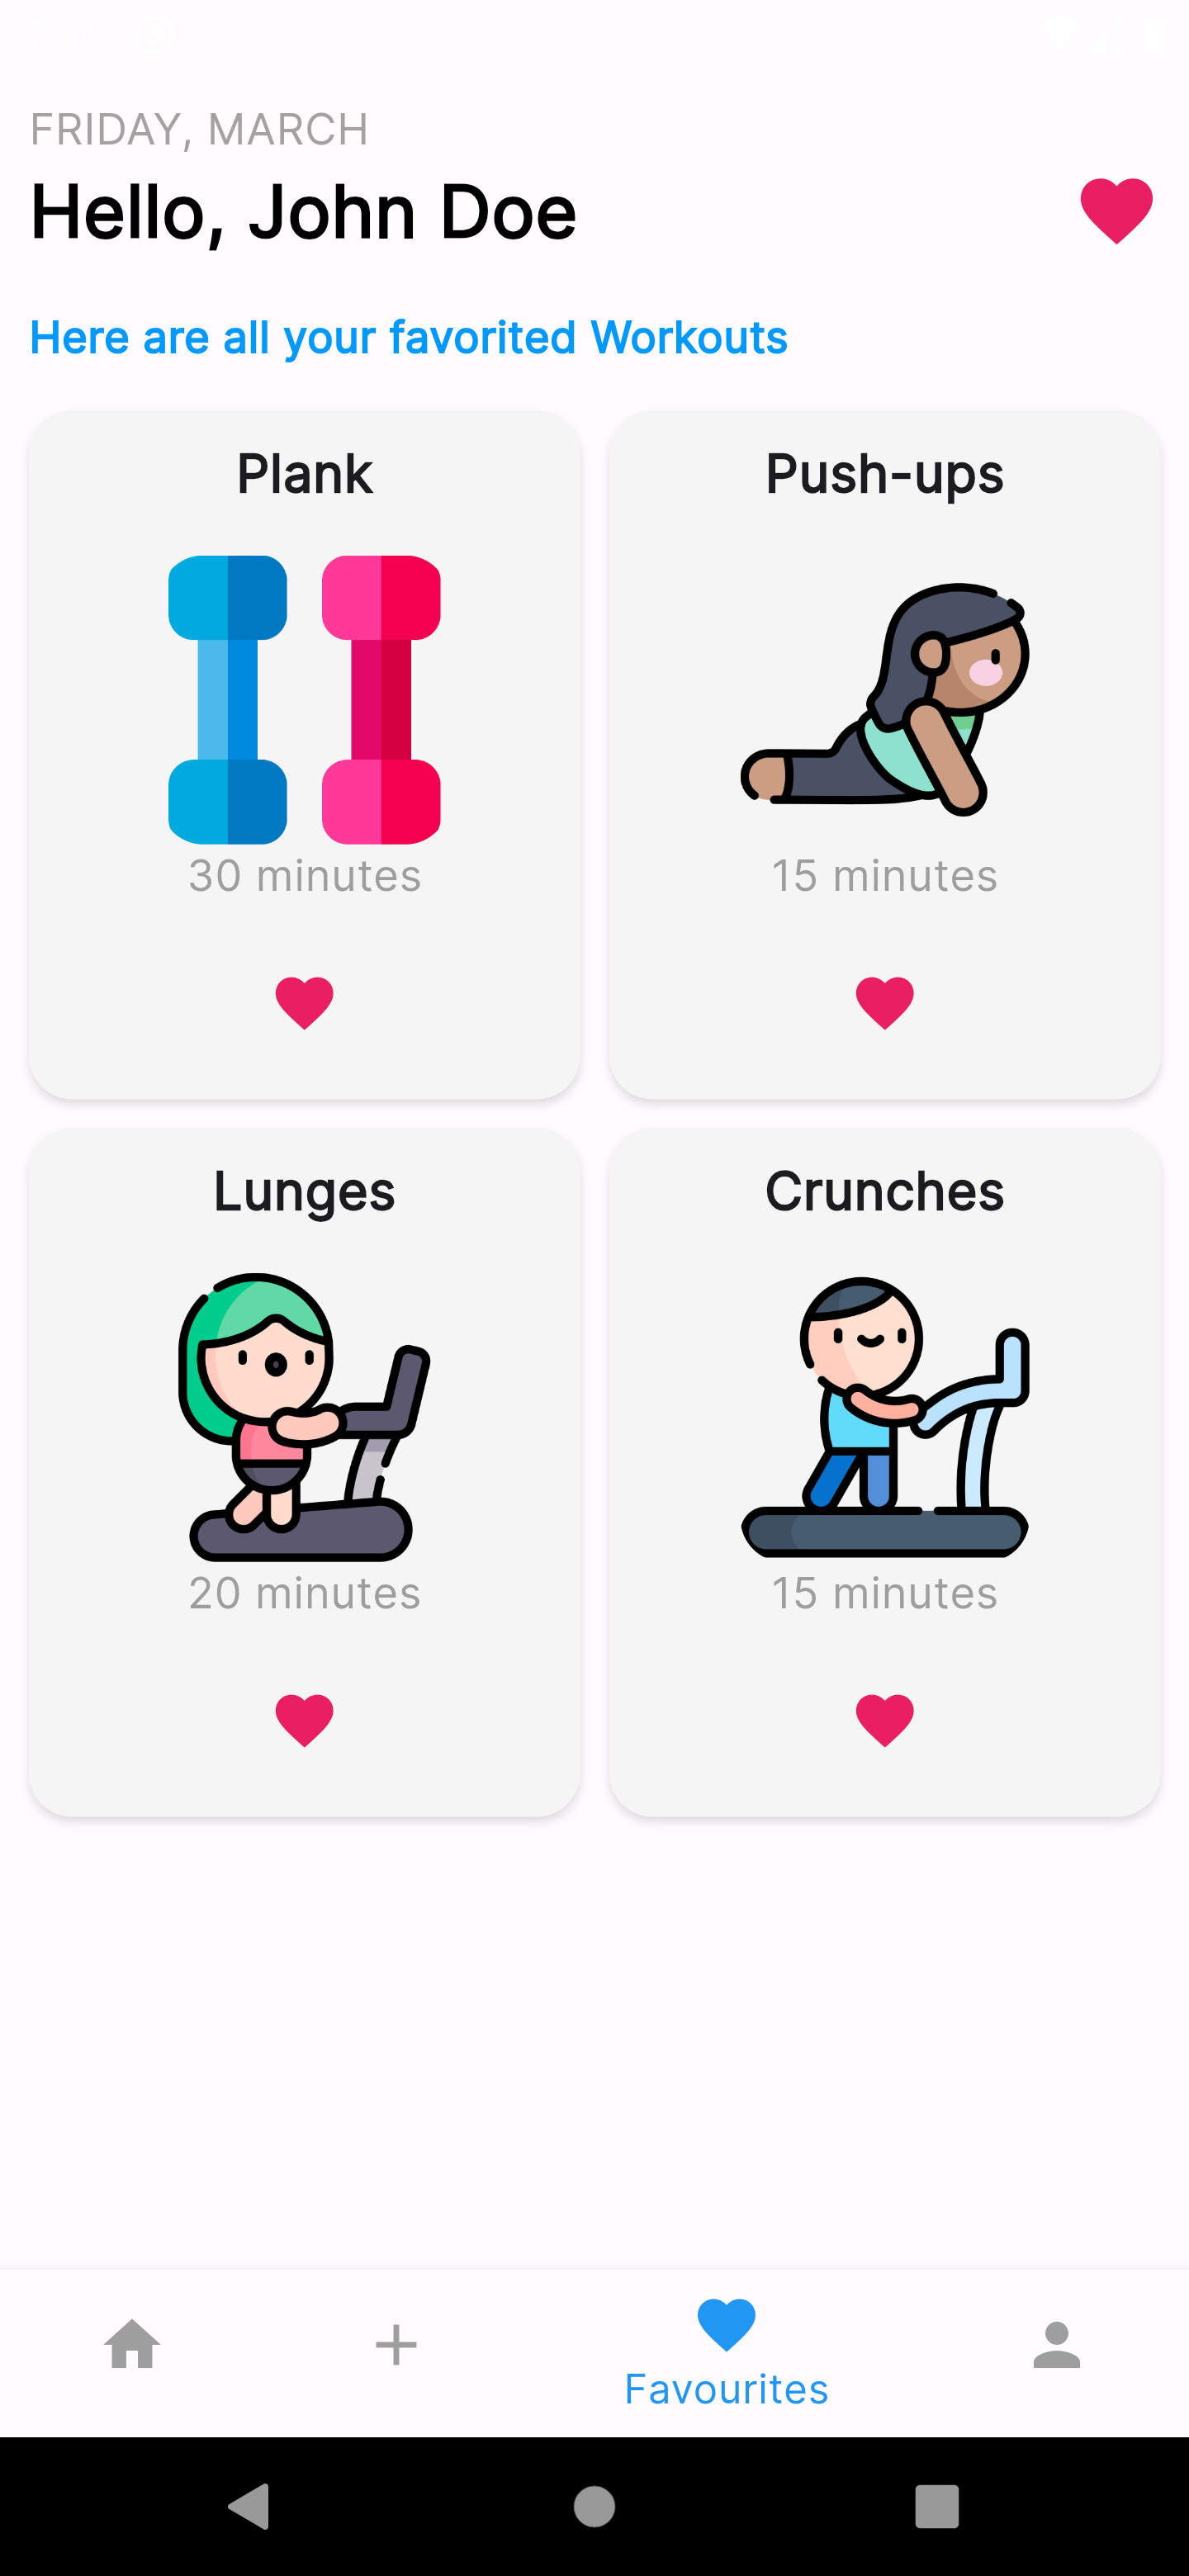 FRIDAY, MARCH
Hello, John Doe
Here are all your favorited Workouts
Plank
Push-ups
30 minutes
15 minutes
Lunges
Crunches
20 minutes
15 minutes
Favourites